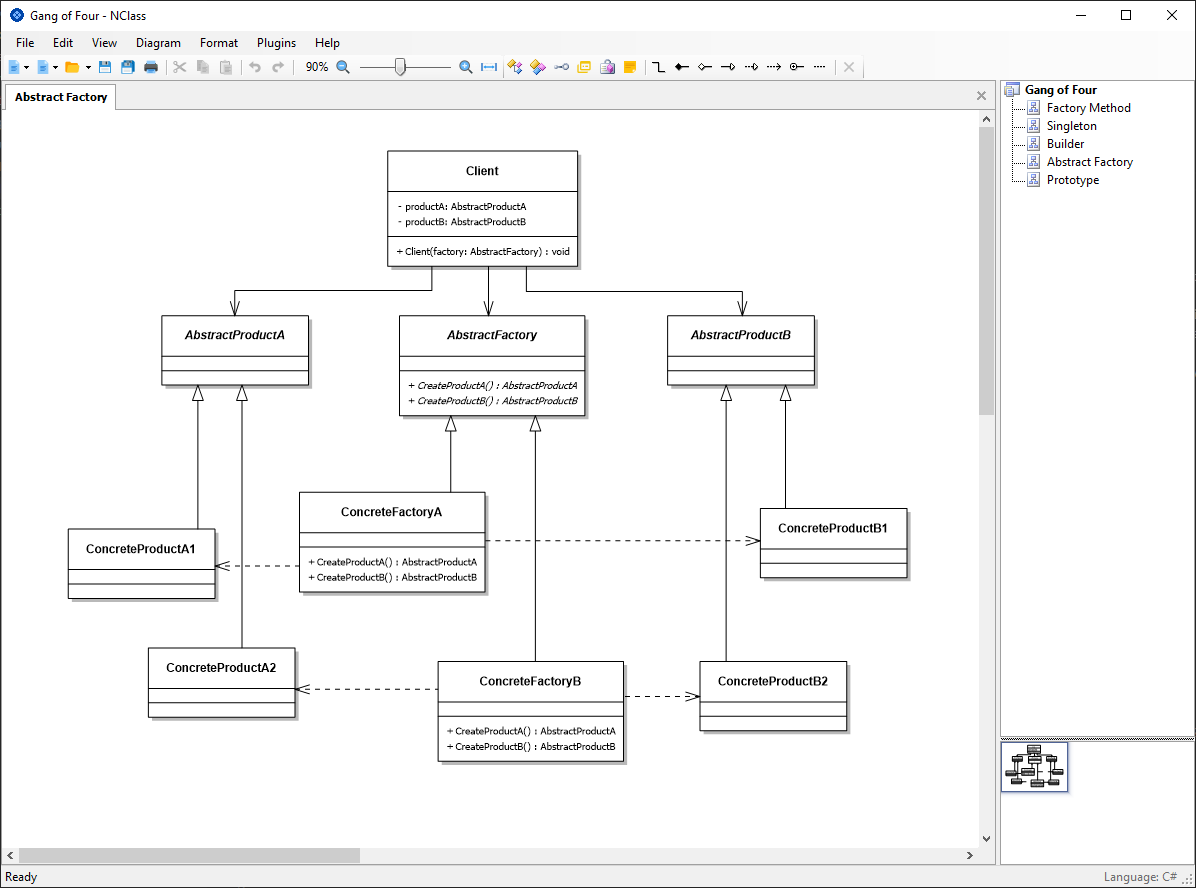 Gang of Four - NClass
File Edit View Diagram Format Plugins Help
90%
Abstract Factory
Client
- productA: AbstractProductA
- productB: AbstractProductB
+ Client(factory: AbstractFactory) : void
AbstractProductA
AbstractFactory
+ CreateProductA() : AbstractProductA
+ CreateProductB() : AbstractProductB
AbstractProductB
ConcreteFactoryA
+ CreateProductA() : AbstractProductA
+ CreateProductB() : AbstractProductB
ConcreteProductB1
ConcreteProductA1
ConcreteProductA2
ConcreteFactoryB
+ CreateProductA() : AbstractProductA
+ CreateProductB() : AbstractProductB
ConcreteProductB2
Gang of Four
Factory Method
Singleton
Builder
Abstract Factory
Prototype
Ready
Language: C#